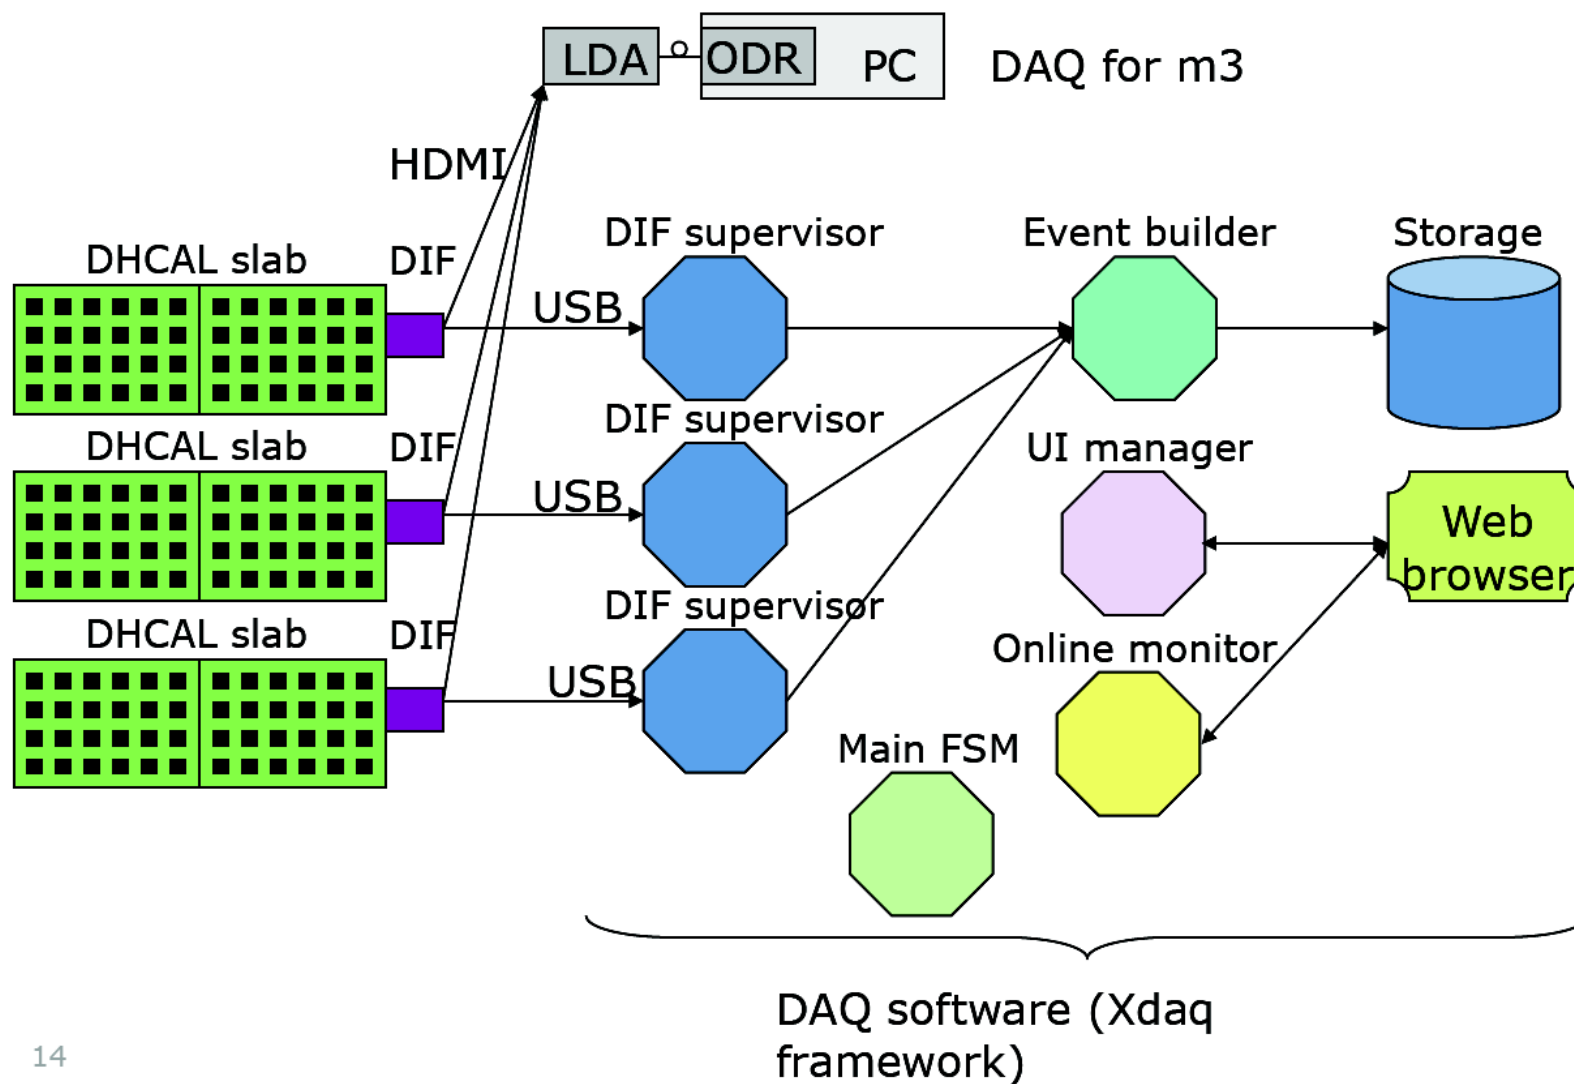 LDA
ODR
PC
DAQ for m3
HDMI
DHCAL slab
DIF
USB
DIF supervisor
Event builder
Storage
DHCAL slab
DIF
USB
DIF supervisor
UI manager
Web
browser
DHCAL slab
DIF
USB
DIF supervisor
Online monitor
Main FSM
DAQ software (Xdaq
framework)
14